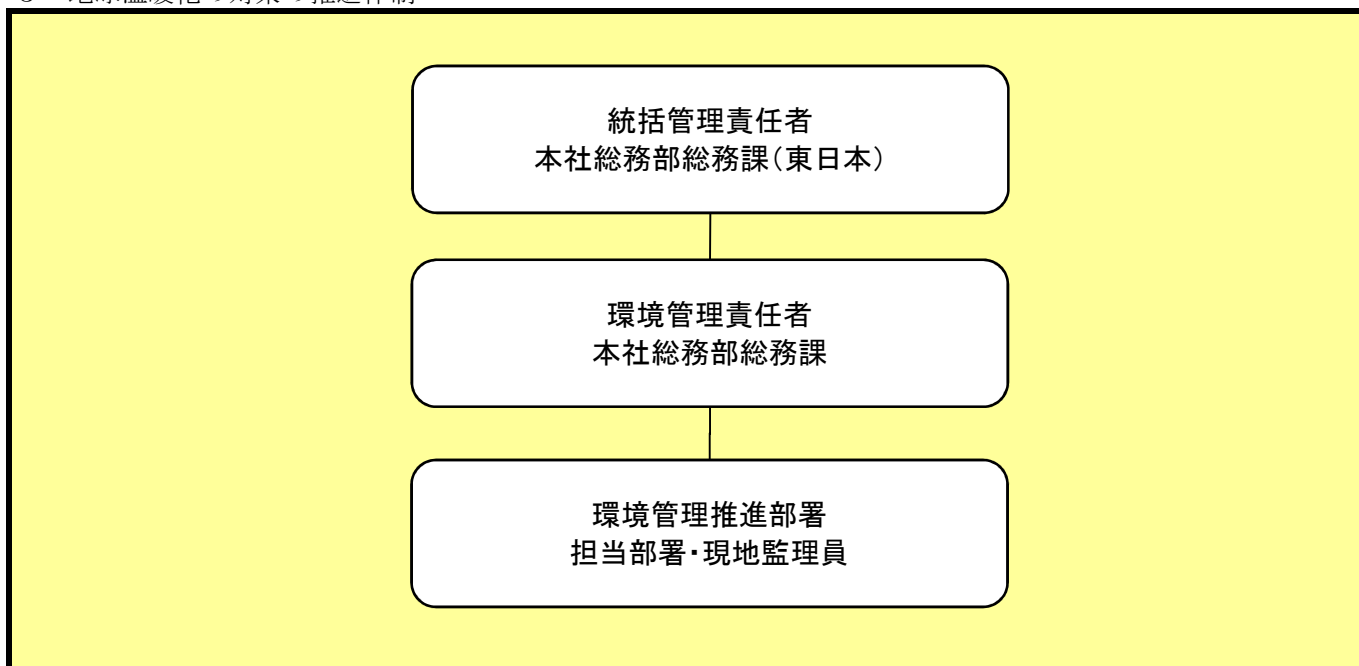 統括管理責任者
本社総務部総務課(東日本)
環境管理責任者
本社総務部総務課
環境管理推進部署
担当部署・現地監理員